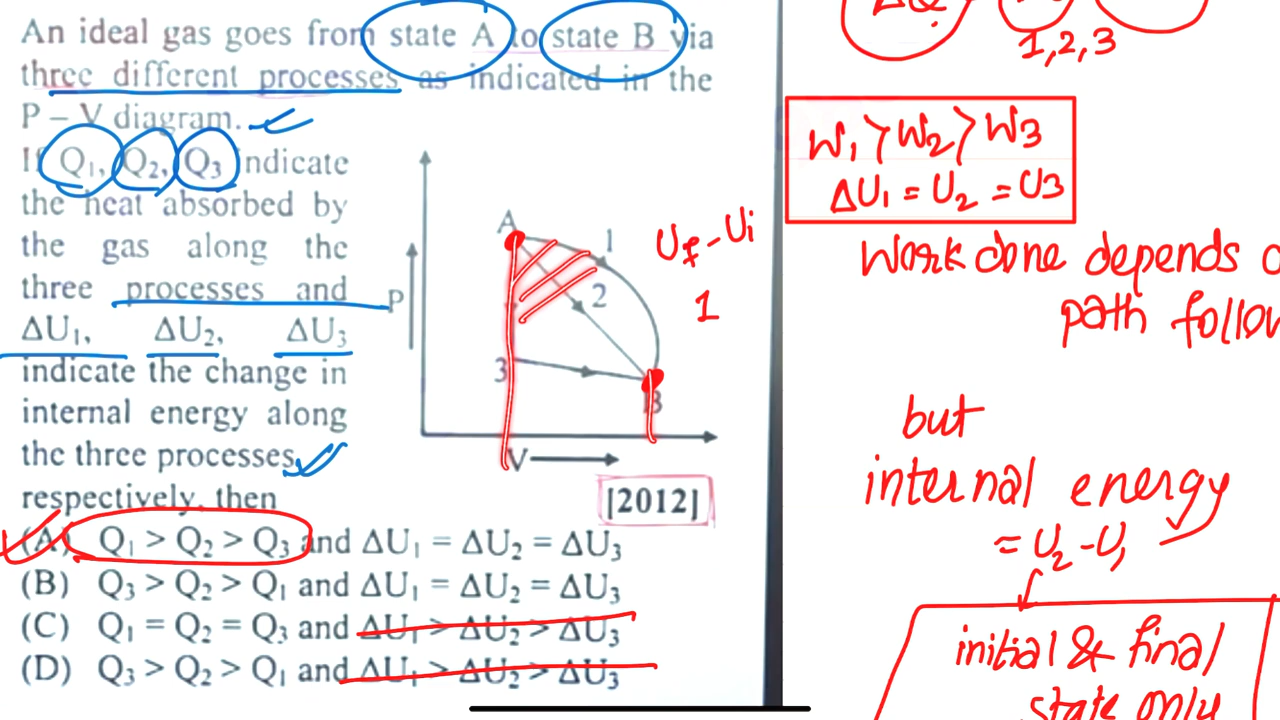 An ideal gas goes from state A to state B via
three different processes as indicated in the
P – V diagram.
If Q₁, Q₂, Q₃ indicate
the heat absorbed by
the gas along the
three processes and
ΔU₁, ΔU₂, ΔU₃
indicate the change in
internal energy along
the three processes
respectively, then
P
A
1
2
3
B
V
[2012]
(A) Q₁ > Q₂ > Q₃ and ΔU₁ = ΔU₂ = ΔU₃
(B) Q₃ > Q₂ > Q₁ and ΔU₁ = ΔU₂ = ΔU₃
(C) Q₁ = Q₂ = Q₃ and ΔU₁ > ΔU₂ > ΔU₃
(D) Q₃ > Q₂ > Q₁ and ΔU₁ > ΔU₂ > ΔU₃
U_f - U_i
1
1,2,3
W₁ > W₂ > W₃
ΔU₁ = U₂ = U₃
Work done depends
path
but
internal energy
= U₂ - U₁
initial & final
state only